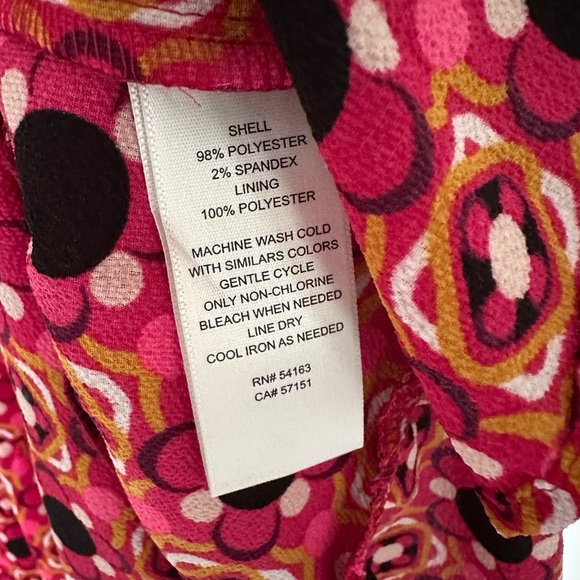 SHELL
98% POLYESTER
2% SPANDEX
LINING
100% POLYESTER
MACHINE WASH COLD
WITH SIMILARS COLORS
GENTLE CYCLE
ONLY NON-CHLORINE
BLEACH WHEN NEEDED
LINE DRY
COOL IRON AS NEEDED
RN# 54163
CA# 57151